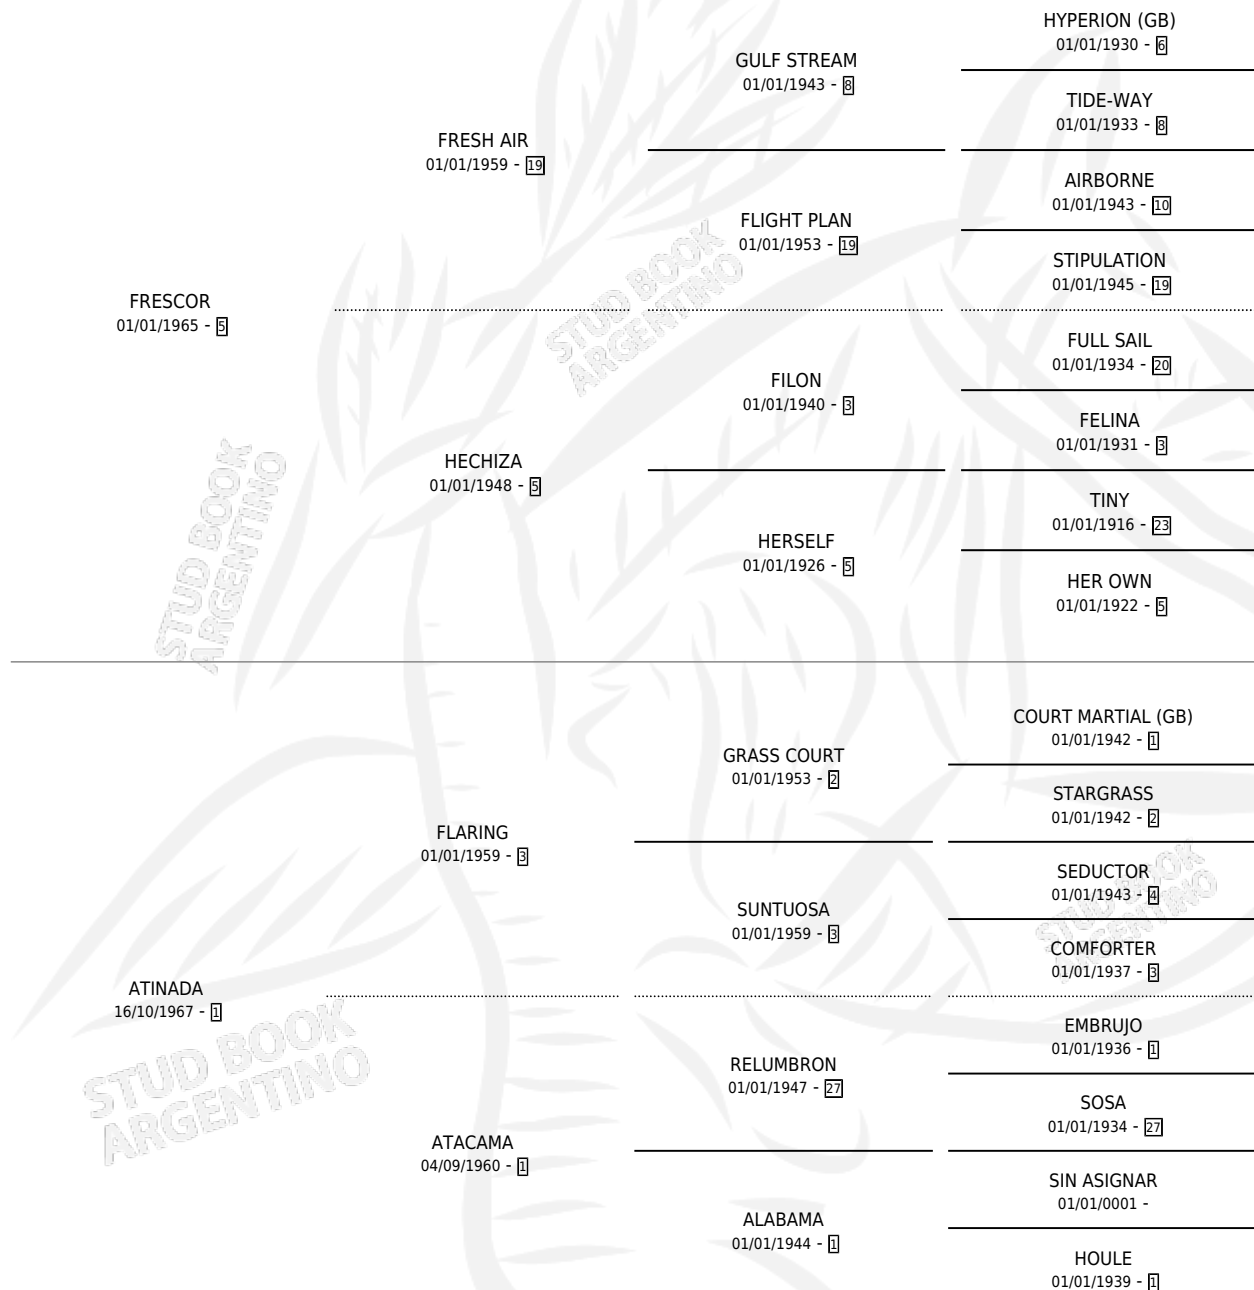 HYPERION (GB)
01/01/1930 - 6
GULF STREAM
01/01/1943 - 8
TIDE-WAY
01/01/1933 - 8
FRESH AIR
01/01/1959 - 19
AIRBORNE
01/01/1943 - 10
FLIGHT PLAN
01/01/1953 - 19
STIPULATION
01/01/1945 - 19
FRESCOR
01/01/1965 - 5
FULL SAIL
01/01/1934 - 20
FILON
01/01/1940 - 3
FELINA
01/01/1931 - 3
HECHIZA
01/01/1948 - 5
TINY
01/01/1916 - 23
HERSELF
01/01/1926 - 5
HER OWN
01/01/1922 - 5
COURT MARTIAL (GB)
01/01/1942 - 1
GRASS COURT
01/01/1953 - 2
STARGRASS
01/01/1942 - 2
FLARING
01/01/1959 - 3
SEDUCTOR
01/01/1943 - 4
SUNTUOSA
01/01/1959 - 3
COMFORTER
01/01/1937 - 3
ATINADA
16/10/1967 - 1
EMBRUJO
01/01/1936 - 1
RELUMBRON
01/01/1947 - 27
SOSA
01/01/1934 - 27
ATACAMA
04/09/1960 - 1
SIN ASIGNAR
01/01/0001 -
ALABAMA
01/01/1944 - 1
HOULE
01/01/1939 - 1
STUD BOOK
ARGENTINO
STUD BOOK
ARGENTINO
STUD BOOK
ARGENTINO
STUD BOOK
ARGENTINO